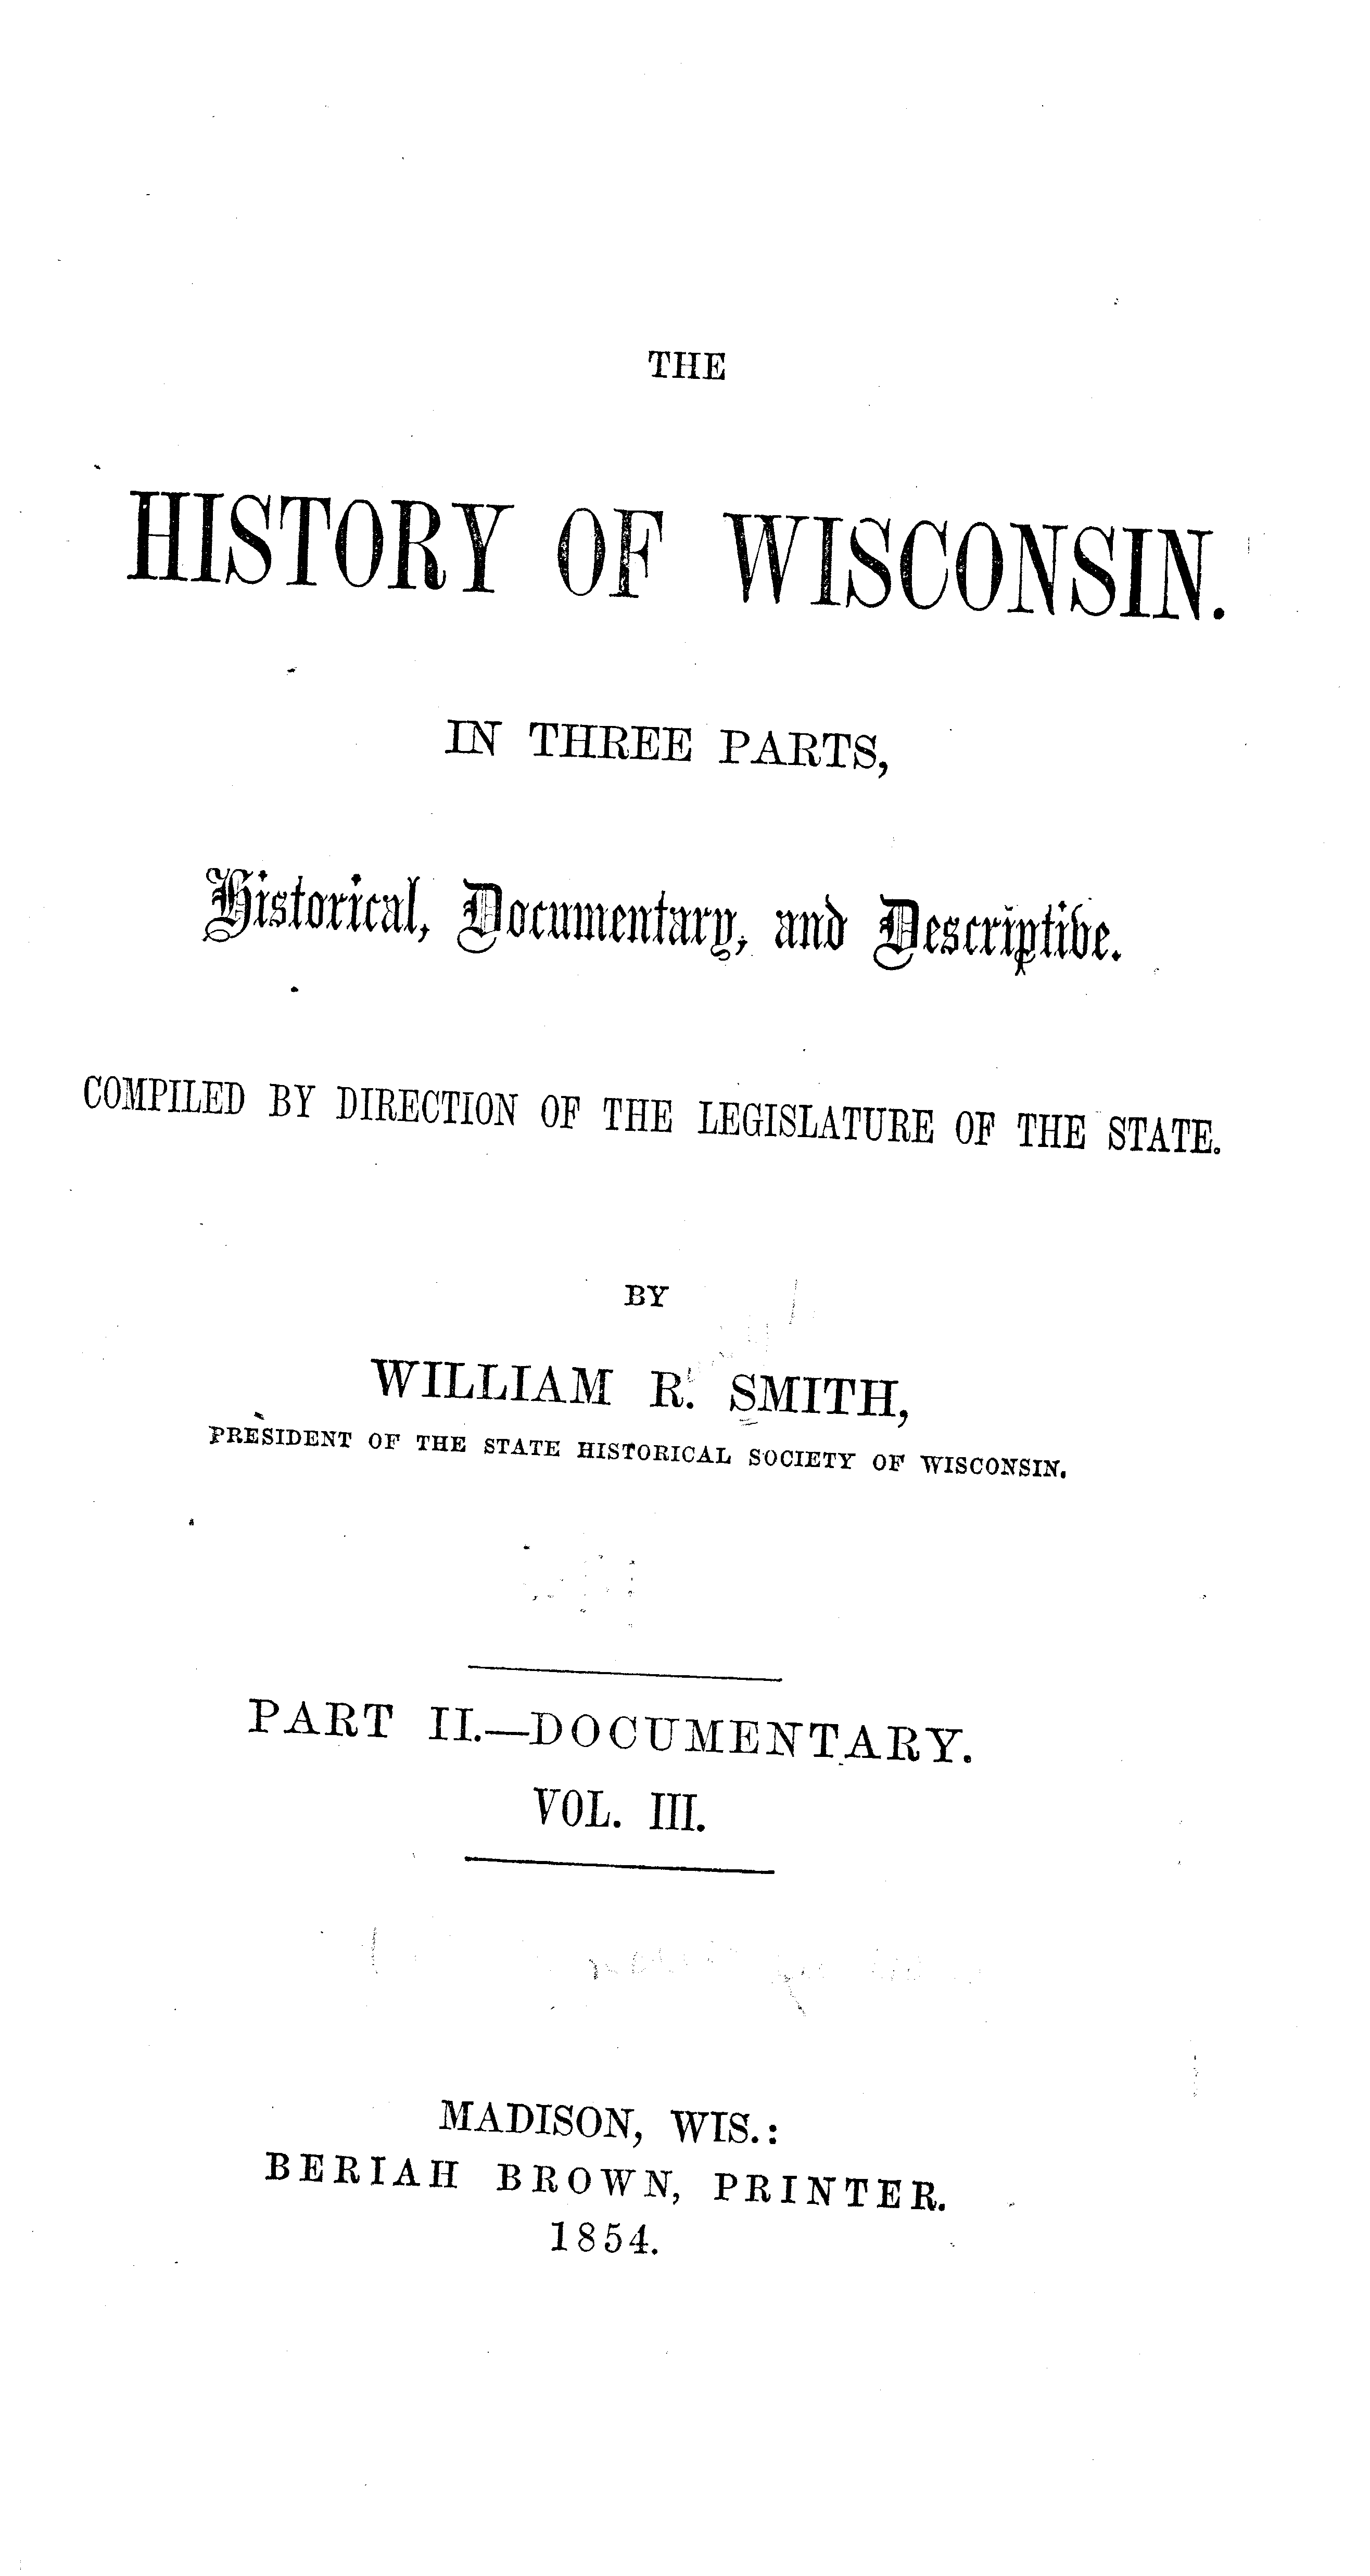 THE
HISTORY OF WISCONSIN.
IN THREE PARTS,
Historical, Documentary, and Descriptive.
COMPILED BY DIRECTION OF THE LEGISLATURE OF THE STATE.
BY
WILLIAM R. SMITH,
PRESIDENT OF THE STATE HISTORICAL SOCIETY OF WISCONSIN.
PART II.—DOCUMENTARY.
VOL. III.
MADISON, WIS.:
BERIAH BROWN, PRINTER.
1854.